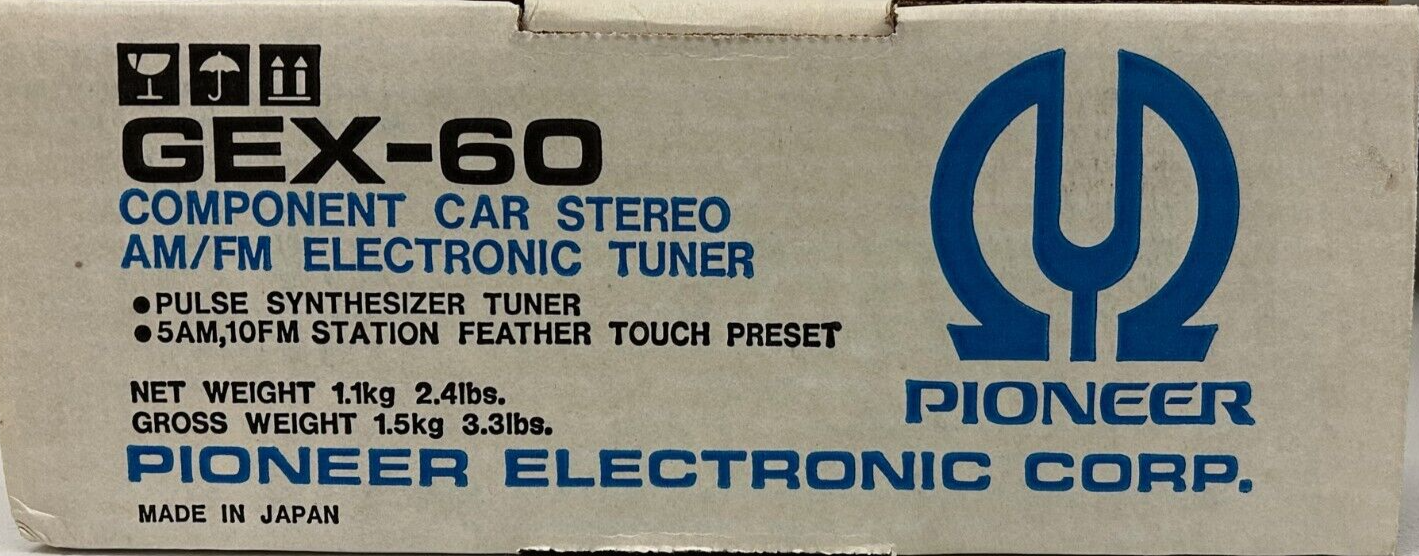 GEX-60
COMPONENT CAR STEREO
AM/FM ELECTRONIC TUNER
●PULSE SYNTHESIZER TUNER
●5AM,10FM STATION FEATHER TOUCH PRESET
NET WEIGHT 1.1kg 2.4lbs.
GROSS WEIGHT 1.5kg 3.3lbs.
PIONEER
PIONEER ELECTRONIC CORP.
MADE IN JAPAN